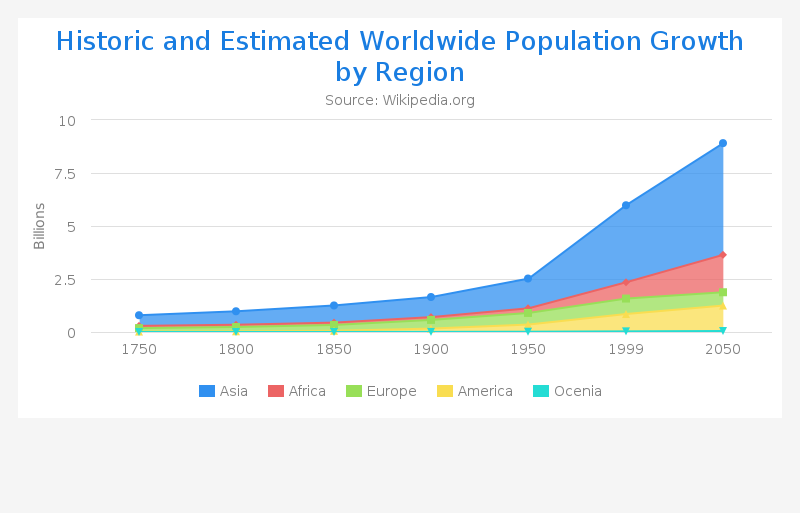 Historic and Estimated Worldwide Population Growth
by Region
Source: Wikipedia.org
10
7.5
5
2.5
0
Billions
1750 1800 1850 1900 1950 1999 2050
Asia Africa Europe America Ocenia